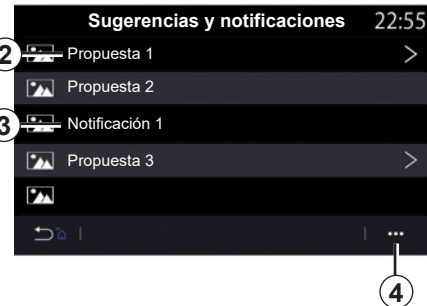 Sugerencias y notificaciones 22:55
2 Propuesta 1 >
Propuesta 2
3 Notificación 1
Propuesta 3 >
...
4